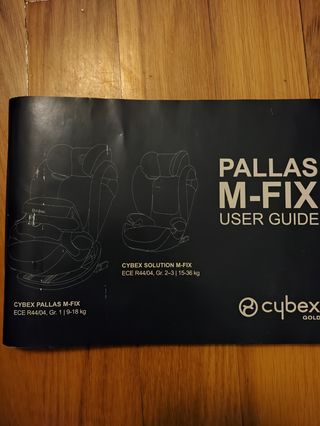 PALLAS
M-FIX
USER GUIDE
CYBEX SOLUTION M-FIX
ECE R44/04, Gr. 2–3 | 15-36 kg
CYBEX PALLAS M-FIX
ECE R44/04, Gr. 1 | 9-18 kg
cybex
GOLD